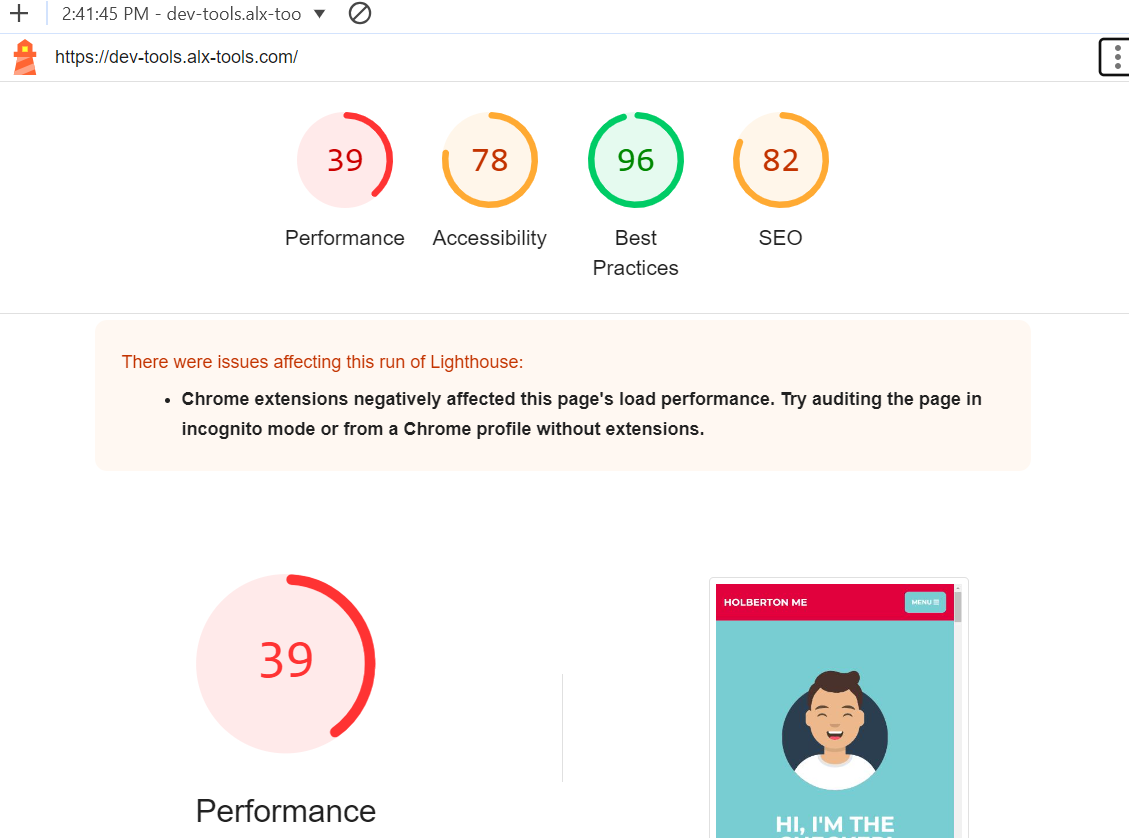 2:41:45 PM - dev-tools.alx-too
https://dev-tools.alx-tools.com/
39
78
96
82
Performance
Accessibility
Best
Practices
SEO
There were issues affecting this run of Lighthouse:
Chrome extensions negatively affected this page's load performance. Try auditing the page in
incognito mode or from a Chrome profile without extensions.
39
Performance
HOLBERTON ME
MENU
HI, I'M THE